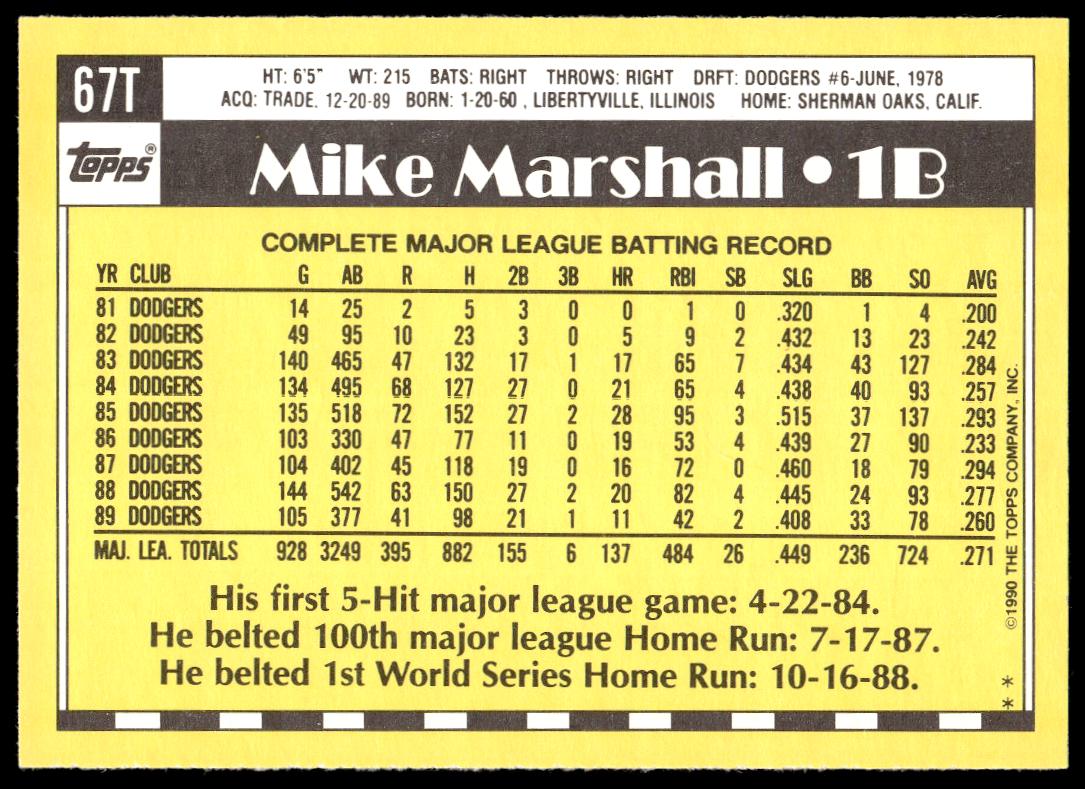 67T
HT: 6'5" WT: 215 BATS: RIGHT THROWS: RIGHT DRFT: DODGERS #6-JUNE, 1978
ACQ: TRADE, 12-20-89 BORN: 1-20-60 , LIBERTYVILLE, ILLINOIS HOME: SHERMAN OAKS, CALIF.
topps®
Mike Marshall • 1B
COMPLETE MAJOR LEAGUE BATTING RECORD
YR CLUB G AB R H 2B 3B HR RBI SB SLG BB SO AVG
81 DODGERS 14 25 2 5 3 0 0 1 0 .320 1 4 .200
82 DODGERS 49 95 10 23 3 0 5 9 2 .432 13 23 .242
83 DODGERS 140 465 47 132 17 1 17 65 7 .434 43 127 .284
84 DODGERS 134 495 68 127 27 0 21 65 4 .438 40 93 .257
85 DODGERS 135 518 72 152 27 2 28 95 3 .515 37 137 .293
86 DODGERS 103 330 47 77 11 0 19 53 4 .439 27 90 .233
87 DODGERS 104 402 45 118 19 0 16 72 0 .460 18 79 .294
88 DODGERS 144 542 63 150 27 2 20 82 4 .445 24 93 .277
89 DODGERS 105 377 41 98 21 1 11 42 2 .408 33 78 .260
MAJ. LEA. TOTALS 928 3249 395 882 155 6 137 484 26 .449 236 724 .271
His first 5-Hit major league game: 4-22-84.
He belted 100th major league Home Run: 7-17-87.
He belted 1st World Series Home Run: 10-16-88.
* * ©1990 THE TOPPS COMPANY, INC.